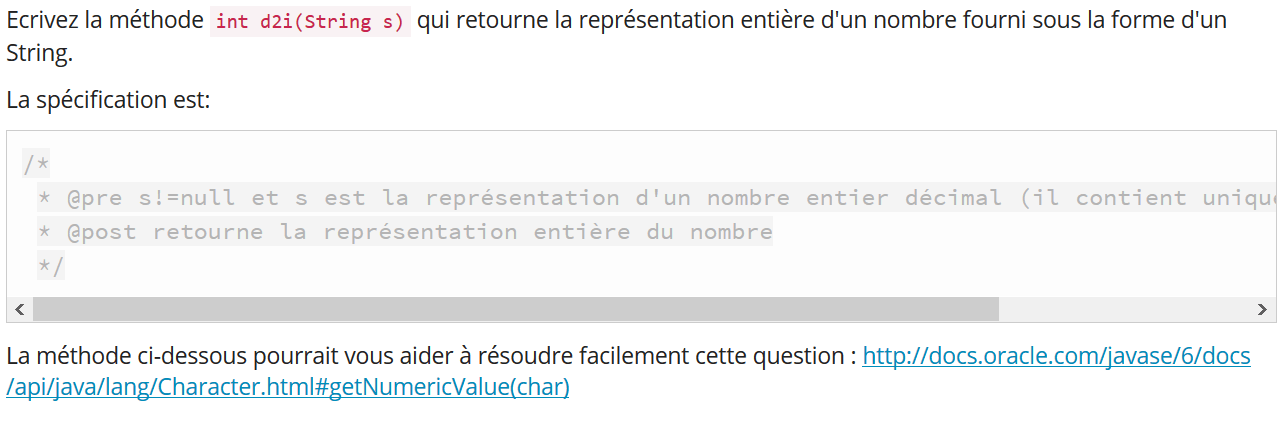 Ecrivez la méthode int d2i(String s) qui retourne la représentation entière d'un nombre fourni sous la forme d'un
String.
La spécification est:
/*
* @pre s!=null et s est la représentation d'un nombre entier décimal (il contient
* @post retourne la représentation entière du nombre
*/
La méthode ci-dessous pourrait vous aider à résoudre facilement cette question : http://docs.oracle.com/javase/6/docs
/api/java/lang/Character.html#getNumericValue(char)